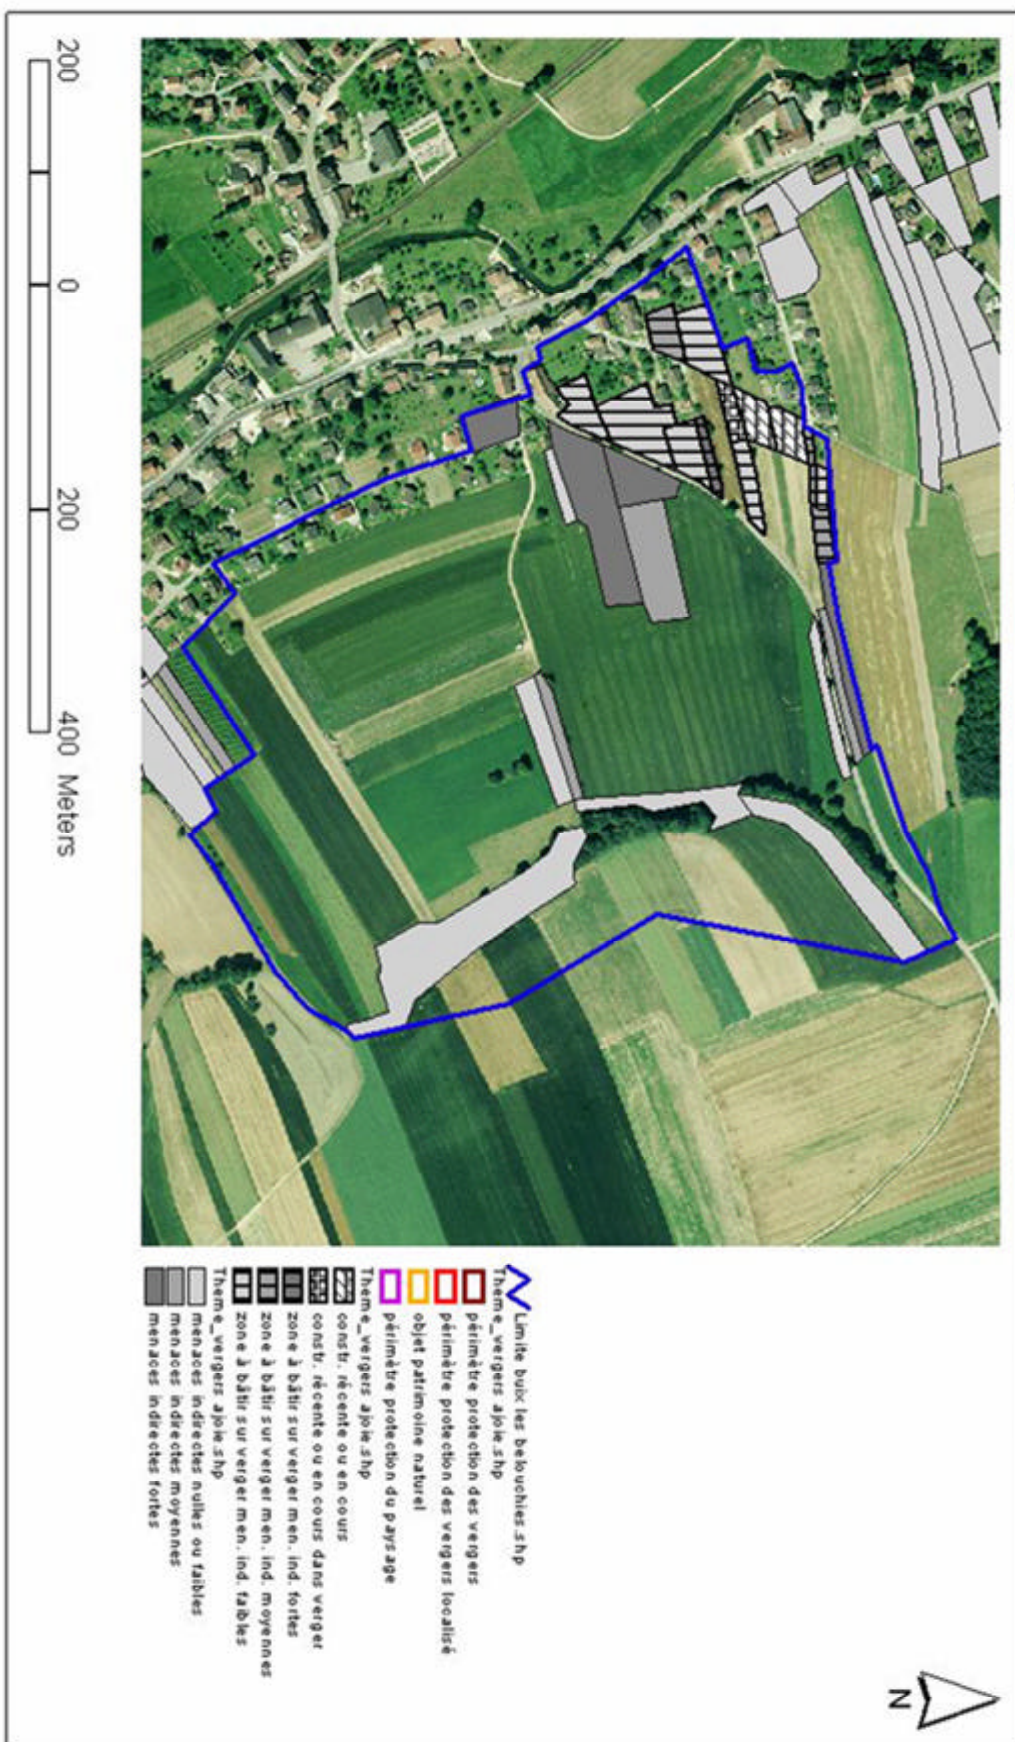 Limite buix les belouchies.shp
Theme_vergers ajoie.shp
périmètre protection des vergers
périmètre protection des vergers localisé
objet patrimoine naturel
périmètre protection du paysage
Theme_vergers ajoie.shp
constr. récente ou en cours
constr. récente ou en cours dans verger
zone à bâtir sur verger men. ind. fortes
zone à bâtir sur verger men. ind. moyennes
zone à bâtir sur verger men. ind. faibles
Theme_vergers ajoie.shp
menaces indirectes nulles ou faibles
menaces indirectes moyennes
menaces indirectes fortes
N
200 0 200 400 Meters